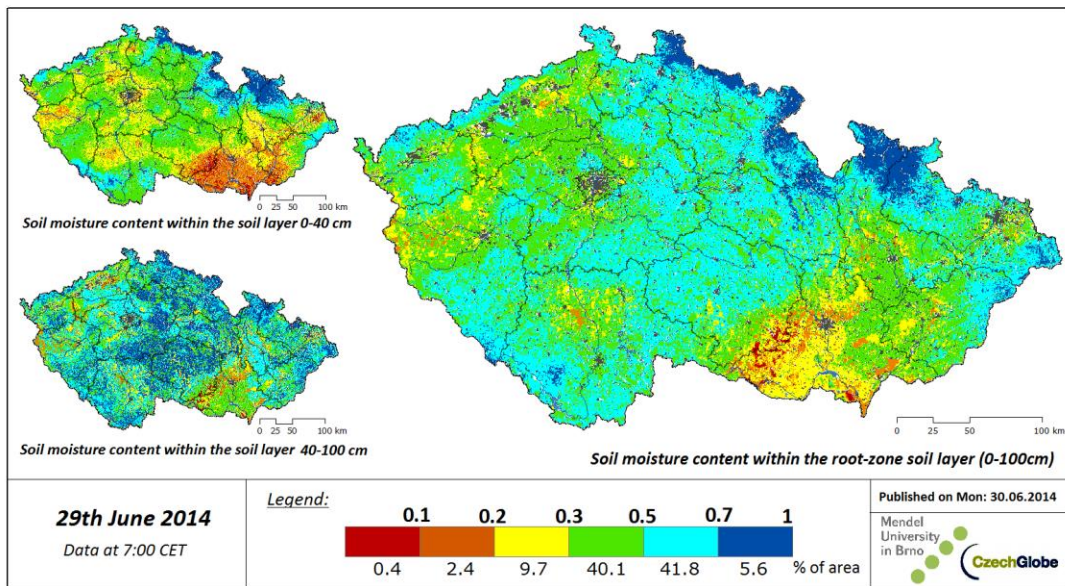 0 25 50 100 km
Soil moisture content within the soil layer 0-40 cm
0 25 50 100 km
Soil moisture content within the soil layer 40-100 cm
0 25 50 100 km
Soil moisture content within the root-zone soil layer (0-100cm)
29th June 2014
Data at 7:00 CET
Legend:
0.1 0.2 0.3 0.5 0.7 1
0.4 2.4 9.7 40.1 41.8 5.6 % of area
Published on Mon: 30.06.2014
Mendel
University
in Brno
CzechGlobe